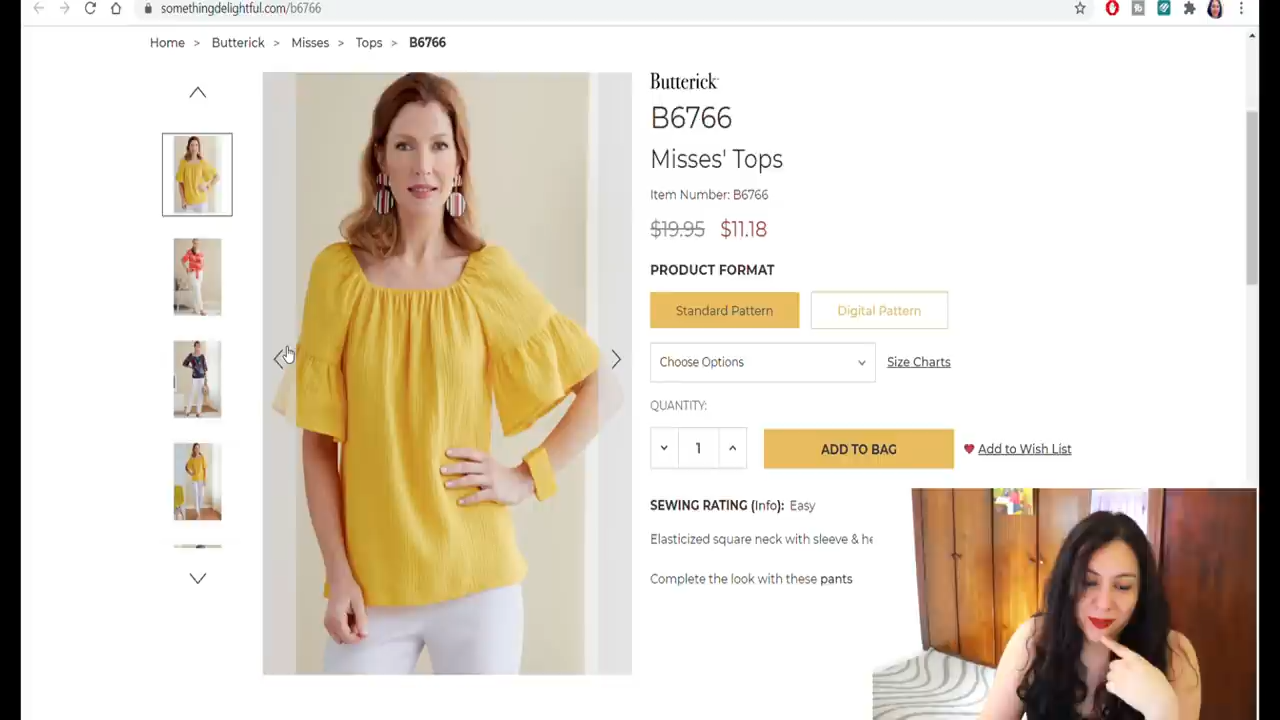 somethingdelightful.com/b6766
Home > Butterick > Misses > Tops > B6766
Butterick
B6766
Misses' Tops
Item Number: B6766
$19.95 $11.18
PRODUCT FORMAT
Standard Pattern Digital Pattern
Choose Options Size Charts
QUANTITY:
1 ADD TO BAG Add to Wish List
SEWING RATING (Info): Easy
Elasticized square neck with sleeve &
Complete the look with these pants